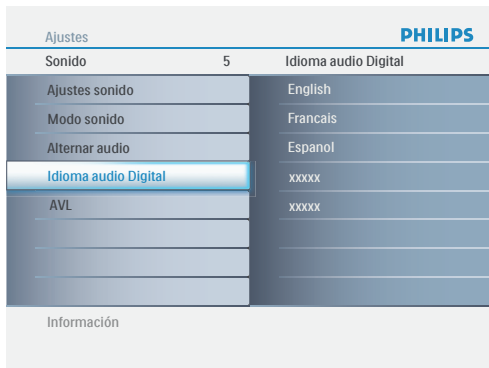 Ajustes
PHILIPS
Sonido 5 Idioma audio Digital
Ajustes sonido English
Modo sonido Francais
Alternar audio Espanol
Idioma audio Digital xxxxx
AVL xxxxx
Información